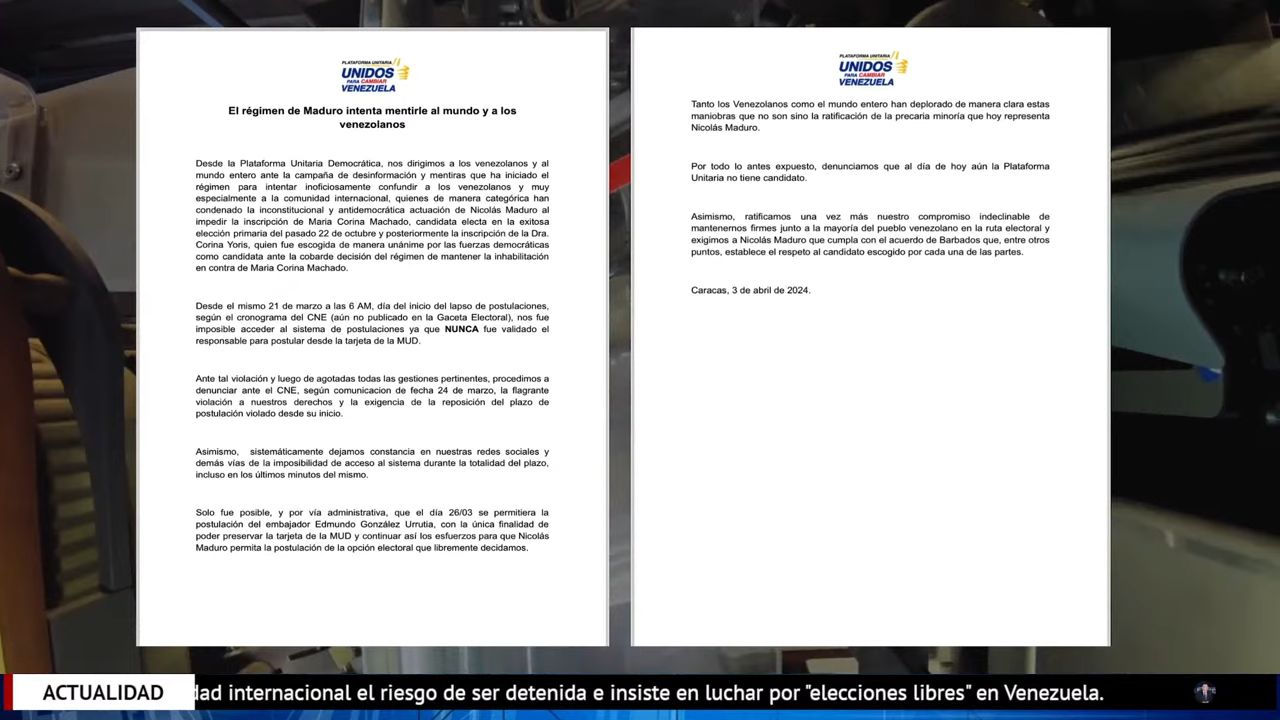 PLATAFORMA UNITARIA
UNIDOS
PARA CAMBIAR
VENEZUELA
El régimen de Maduro intenta mentirle al mundo y a los
venezolanos
Desde la Plataforma Unitaria Democrática, nos dirigimos a los venezolanos y al
mundo entero ante la campaña de desinformación y mentiras que ha iniciado el
régimen para intentar inoficiosamente confundir a los venezolanos y muy
especialmente a la comunidad internacional, quienes de manera categórica han
condenado la inconstitucional y antidemocrática actuación de Nicolás Maduro al
impedir la inscripción de Maria Corina Machado, candidata electa en la exitosa
elección primaria del pasado 22 de octubre y posteriormente la inscripción de la Dra.
Corina Yoris, quien fue escogida de manera unánime por las fuerzas democráticas
como candidata ante la cobarde decisión del régimen de mantener la inhabilitación
en contra de Maria Corina Machado.
Desde el mismo 21 de marzo a las 6 AM, día del inicio del lapso de postulaciones,
según el cronograma del CNE (aún no publicado en la Gaceta Electoral), nos fue
imposible acceder al sistema de postulaciones ya que NUNCA fue validado el
responsable para postular desde la tarjeta de la MUD.
Ante tal violación y luego de agotadas todas las gestiones pertinentes, procedimos a
denunciar ante el CNE, según comunicacion de fecha 24 de marzo, la flagrante
violación a nuestros derechos y la exigencia de la reposición del plazo de
postulación violado desde su inicio.
Asimismo, sistemáticamente dejamos constancia en nuestras redes sociales y
demás vías de la imposibilidad de acceso al sistema durante la totalidad del plazo,
incluso en los últimos minutos del mismo.
Solo fue posible, y por vía administrativa, que el día 26/03 se permitiera la
postulación del embajador Edmundo González Urrutia, con la única finalidad de
poder preservar la tarjeta de la MUD y continuar así los esfuerzos para que Nicolás
Maduro permita la postulación de la opción electoral que libremente decidamos.
PLATAFORMA UNITARIA
UNIDOS
PARA CAMBIAR
VENEZUELA
Tanto los Venezolanos como el mundo entero han deplorado de manera clara estas
maniobras que no son sino la ratificación de la precaria minoría que hoy representa
Nicolás Maduro.
Por todo lo antes expuesto, denunciamos que al día de hoy aún la Plataforma
Unitaria no tiene candidato.
Asimismo, ratificamos una vez más nuestro compromiso indeclinable de
mantenernos firmes junto a la mayoría del pueblo venezolano en la ruta electoral y
exigimos a Nicolás Maduro que cumpla con el acuerdo de Barbados que, entre otros
puntos, establece el respeto al candidato escogido por cada una de las partes.
Caracas, 3 de abril de 2024.
ACTUALIDAD
dad internacional el riesgo de ser detenida e insiste en luchar por "elecciones libres" en Venezuela.